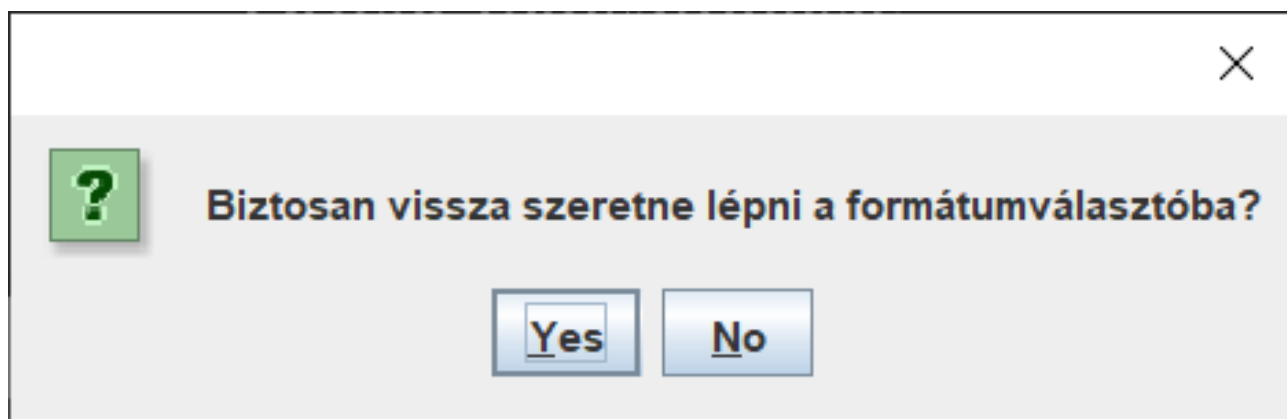 Biztosan vissza szeretne lépni a formátumválasztóba?
Yes
No